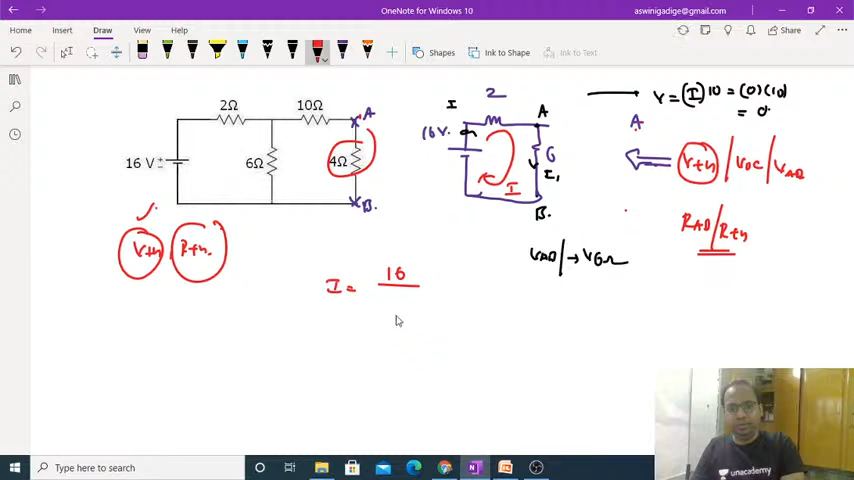 OneNote for Windows 10
aswinigadige@gmail.com
Home Insert Draw View Help
Shapes
Ink to Shape
Ink to Text
Share
2Ω 10Ω A
16 V 6Ω 4Ω
B.
I 2 A
16V. 6
I I1
B.
V = (I) 10 = (0)(10)
= 0
A
Vth / VOC / VAB
RAB / Rth
VAB / → V6Ω
Vth Rth.
I = 16
unacademy
Type here to search